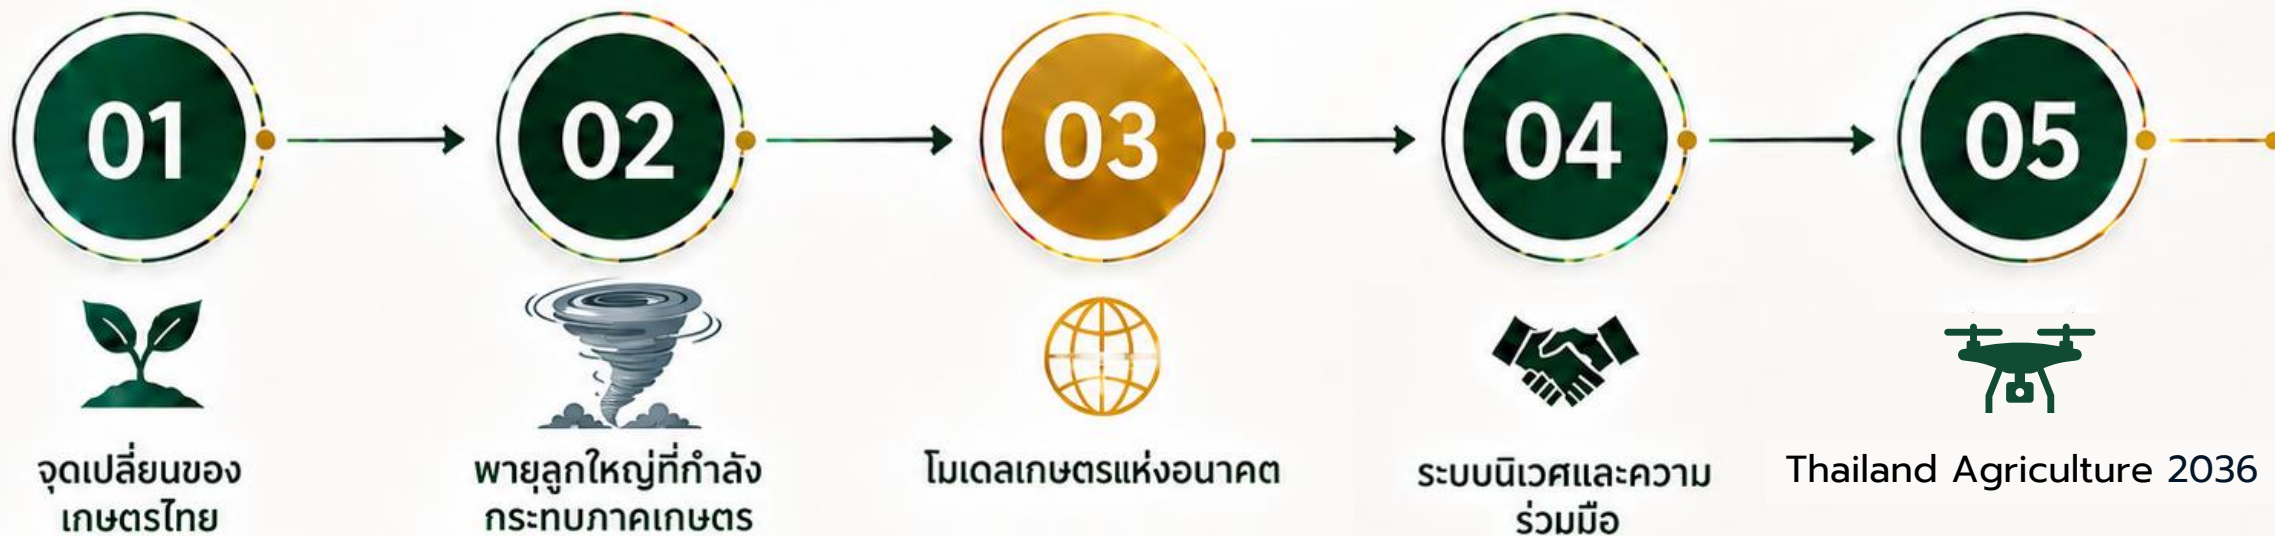 01
02
03
04
05
จุดเปลี่ยนของ
เกษตรไทย
พายุลูกใหญ่ที่กำลัง
กระทบภาคเกษตร
โมเดลเกษตรแห่งอนาคต
ระบบนิเวศและความ
ร่วมมือ
Thailand Agriculture 2036